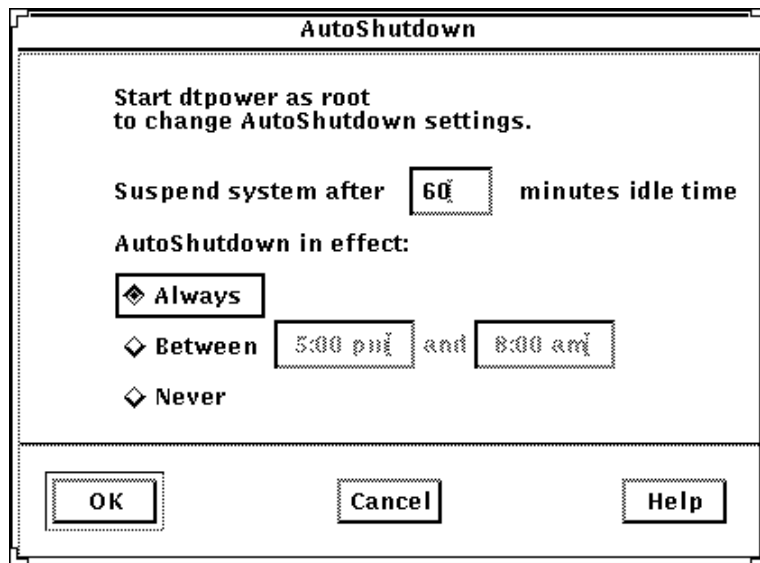 AutoShutdown
Start dtpower as root
to change AutoShutdown settings.
Suspend system after 60 minutes idle time
AutoShutdown in effect:
Always
Between 5:00 pm and 8:00 am
Never
OK Cancel Help